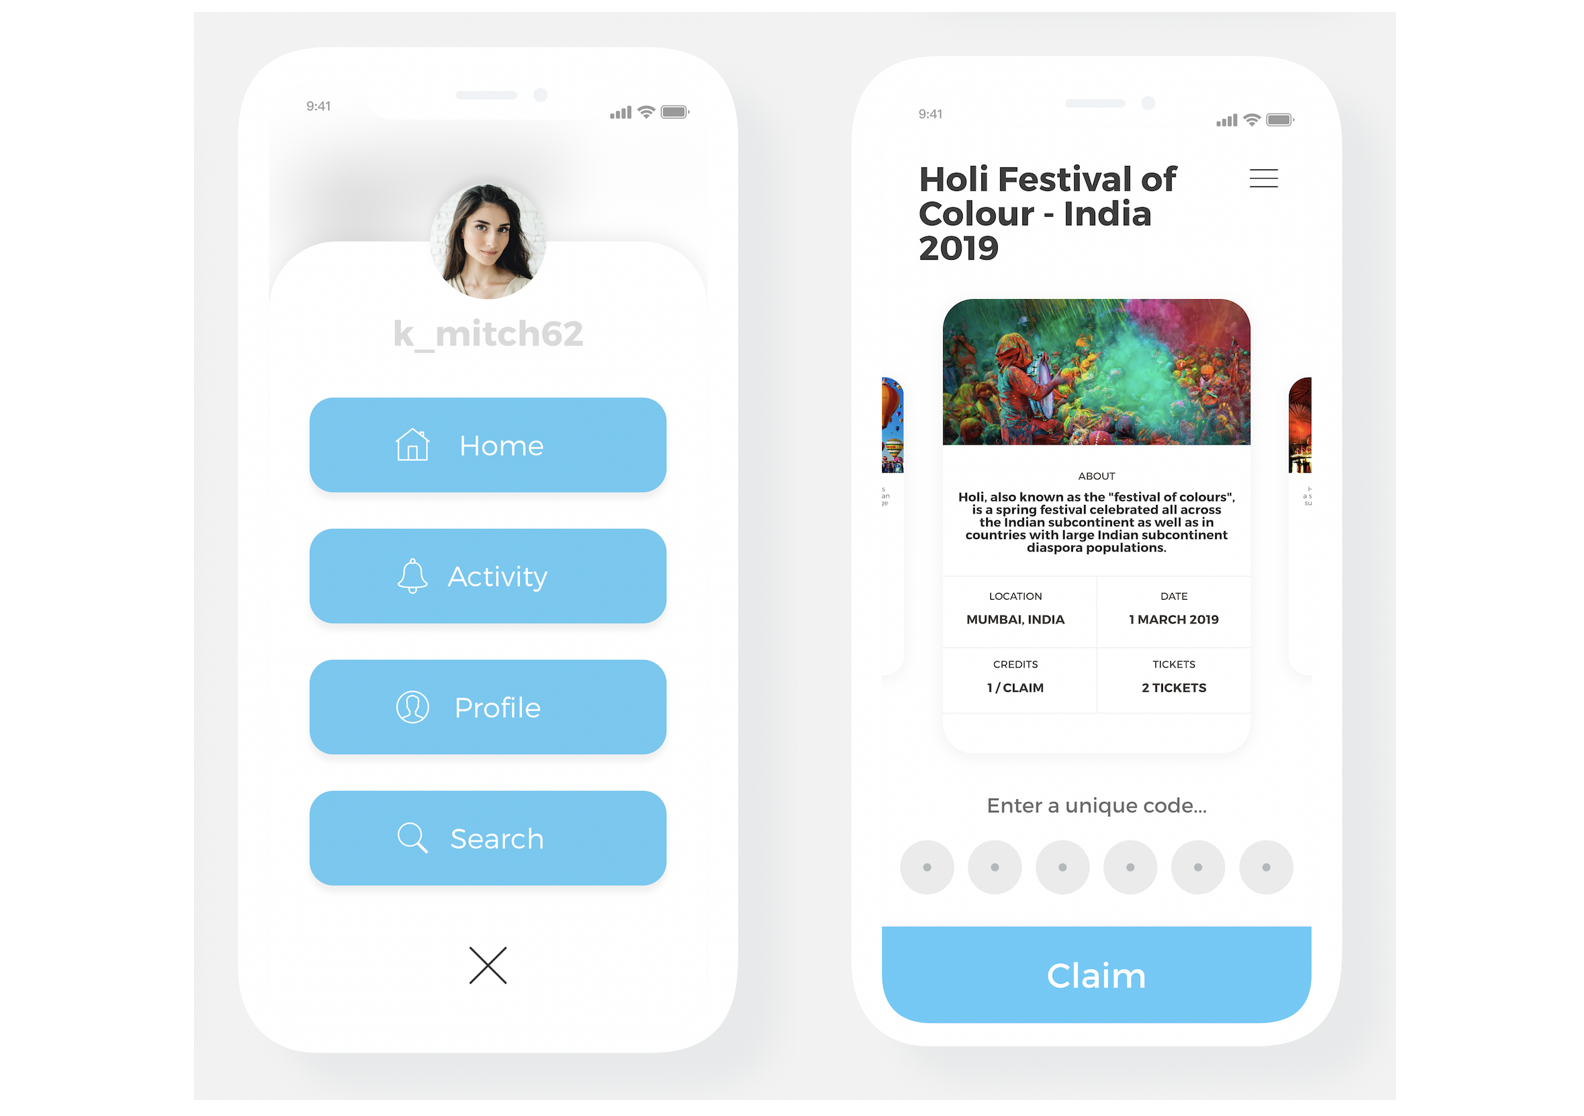 9:41
k_mitch62
Home
Activity
Profile
Search
9:41
Holi Festival of
Colour - India
2019
ABOUT
Holi, also known as the "festival of colours",
is a spring festival celebrated all across
the Indian subcontinent as well as in
countries with large Indian subcontinent
diaspora populations.
LOCATION
MUMBAI, INDIA
DATE
1 MARCH 2019
CREDITS
1 / CLAIM
TICKETS
2 TICKETS
Enter a unique code...
Claim